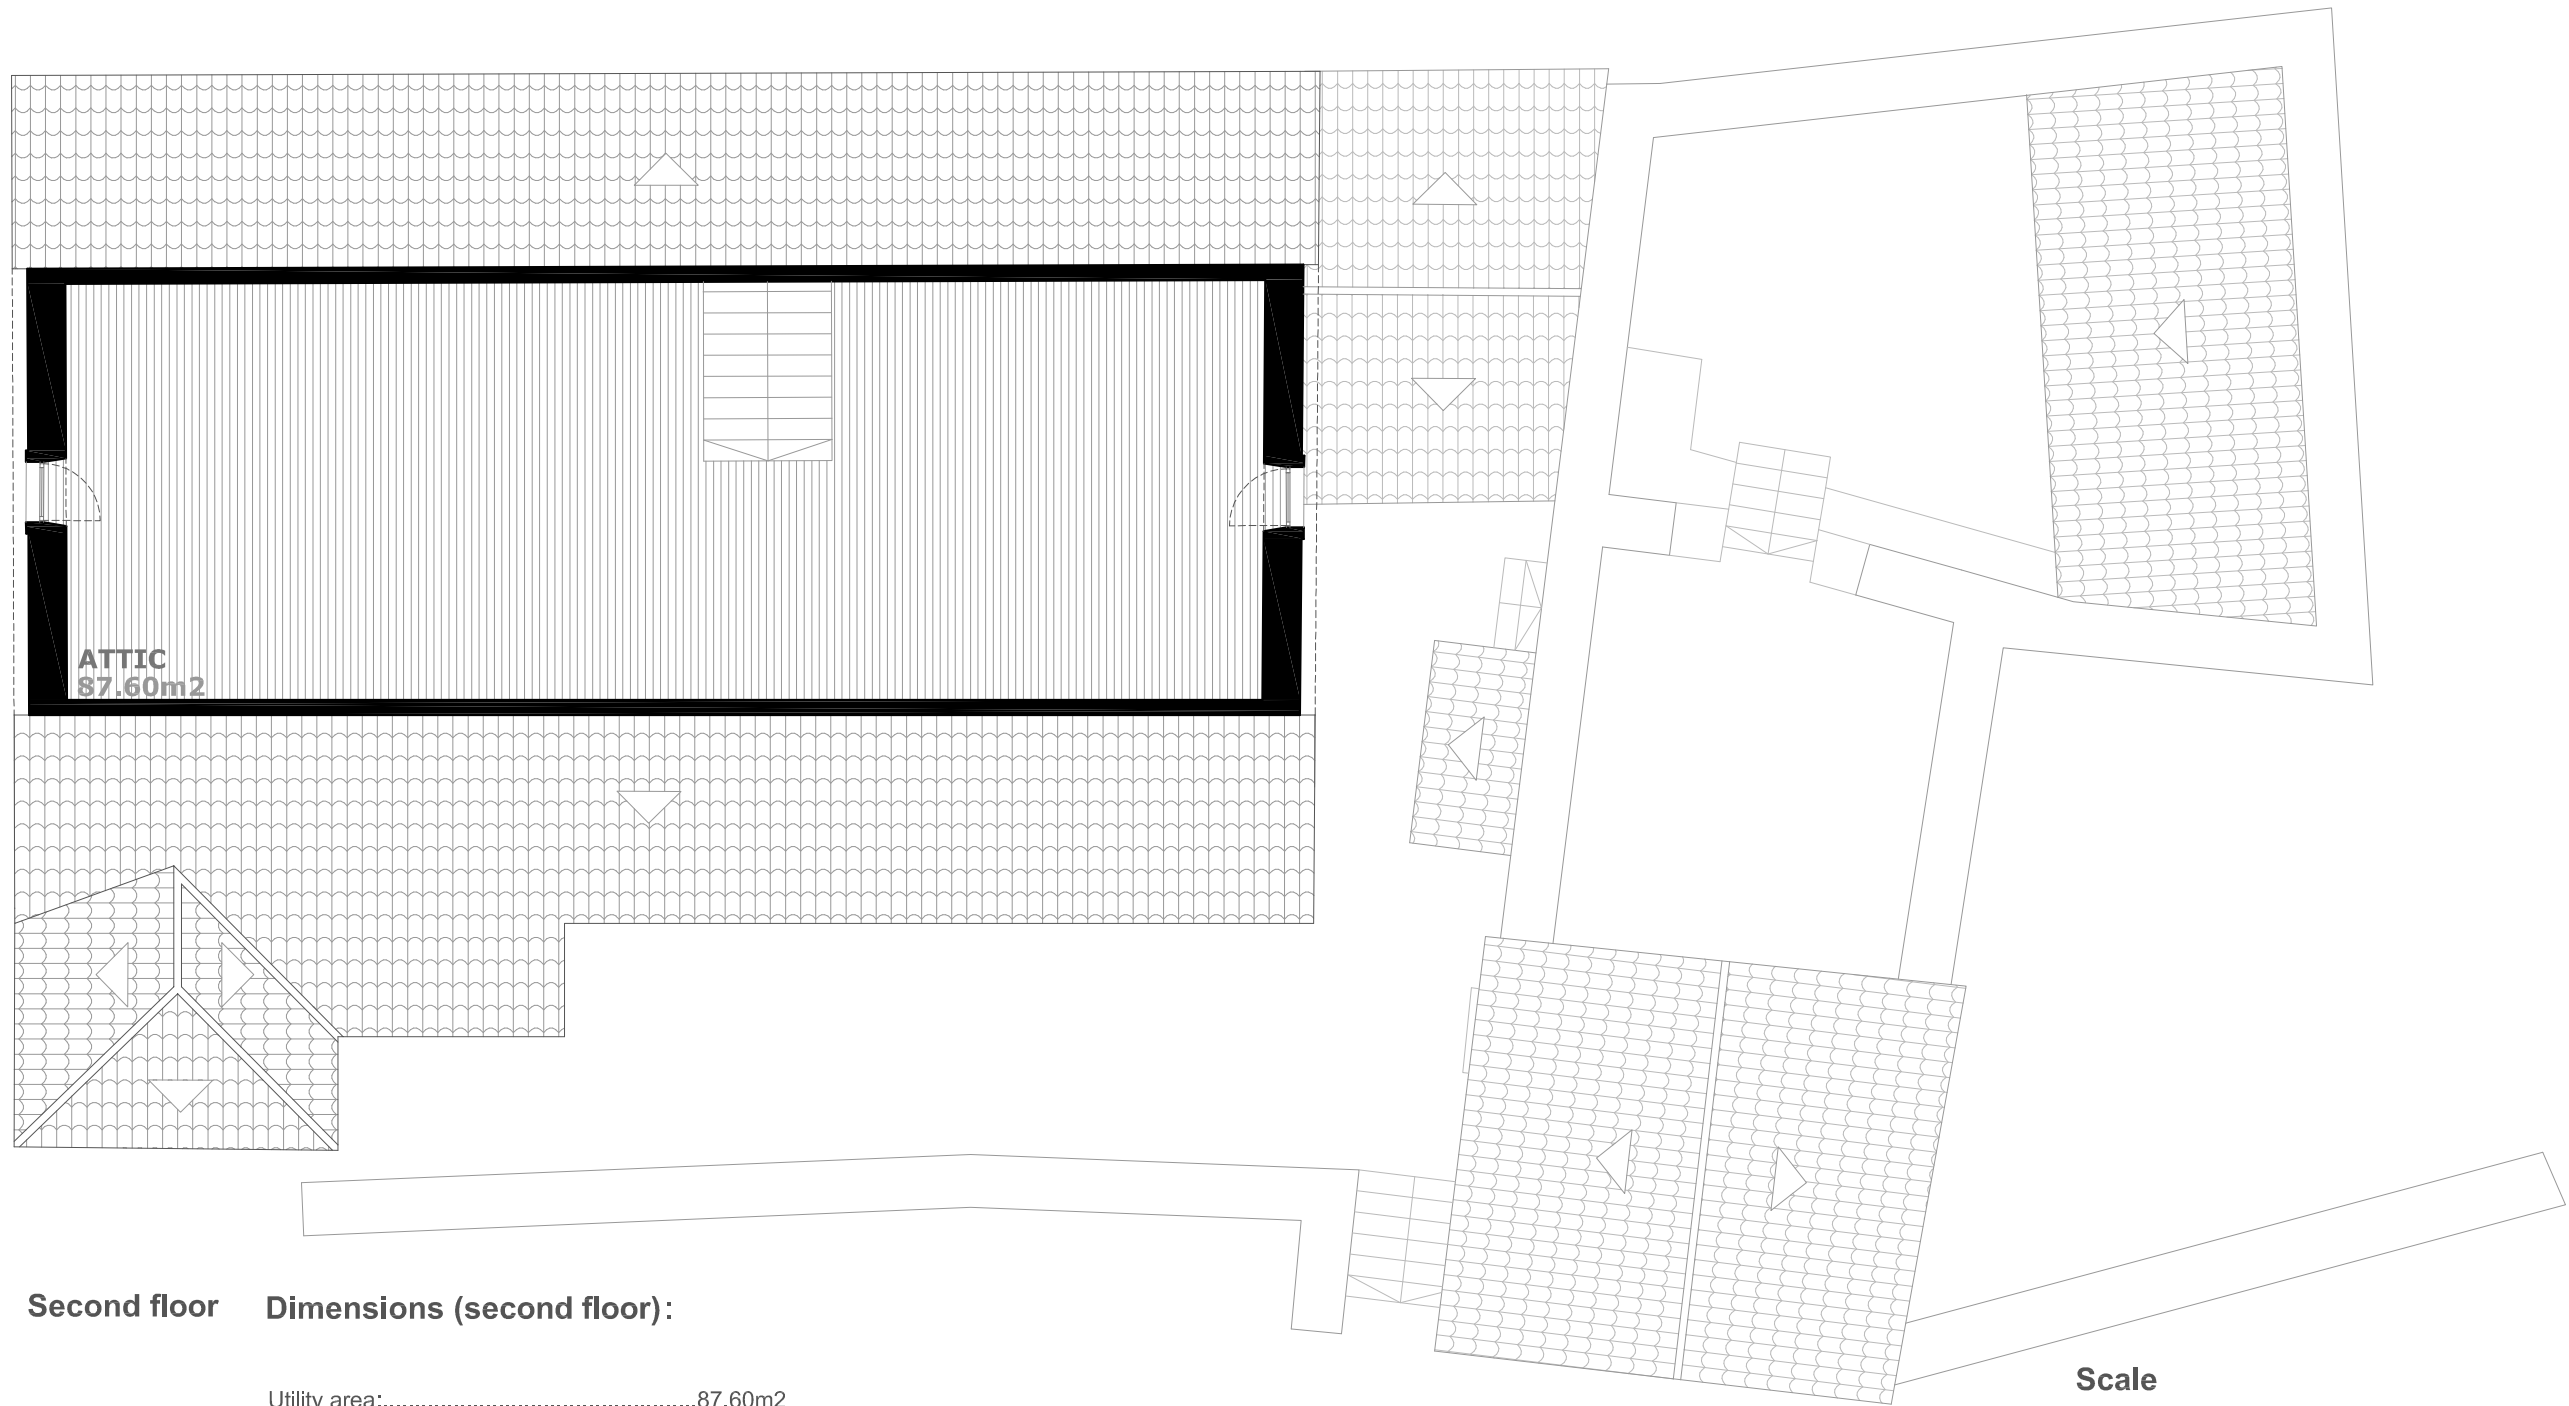 ATTIC
87.60m2
Second floor
Dimensions (second floor):
Utility area:......................................................87.60m2
Scale